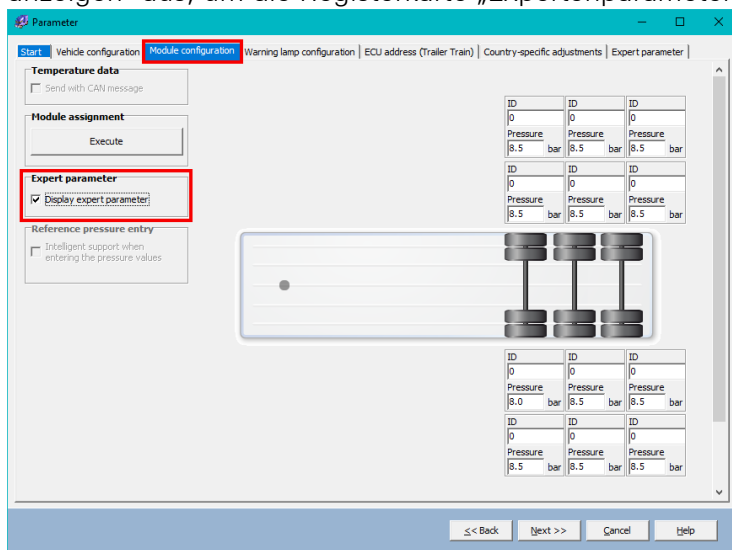 anzeigen“ aus, um die Registerkarte „Expertenparameter
Parameter
Start Vehicle configuration Module configuration Warning lamp configuration ECU address (Trailer Train) Country-specific adjustments Expert parameter
Temperature data
Send with CAN message
Module assignment
Execute
Expert parameter
Display expert parameter
Reference pressure entry
Intelligent support when
entering the pressure values
ID ID ID
0 0 0
Pressure Pressure Pressure
8.5 bar 8.5 bar 8.5 bar
ID ID ID
0 0 0
Pressure Pressure Pressure
8.5 bar 8.5 bar 8.5 bar
ID ID ID
0 0 0
Pressure Pressure Pressure
8.0 bar 8.5 bar 8.5 bar
ID ID ID
0 0 0
Pressure Pressure Pressure
8.5 bar 8.5 bar 8.5 bar
<< Back Next >> Cancel Help